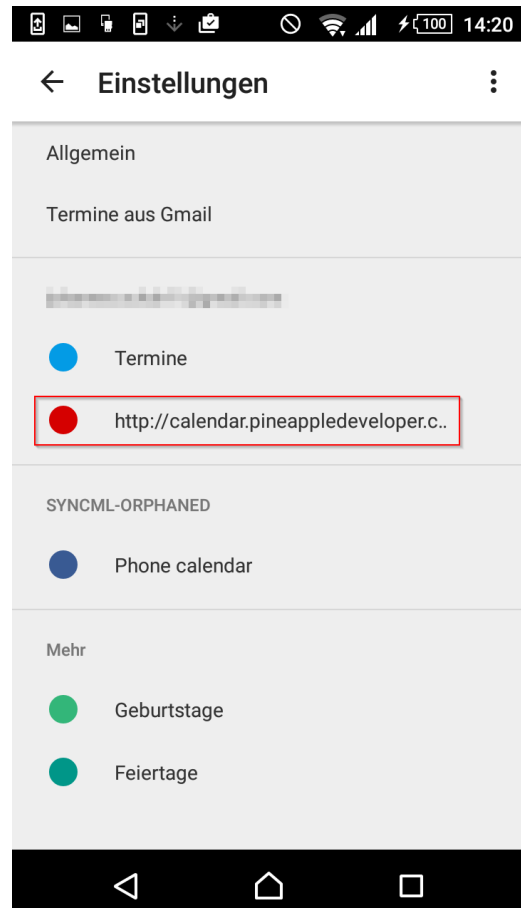 100 14:20
Einstellungen
Allgemein
Termine aus Gmail
Termine
http://calendar.pineappledeveloper.c..
SYNCML-ORPHANED
Phone calendar
Mehr
Geburtstage
Feiertage